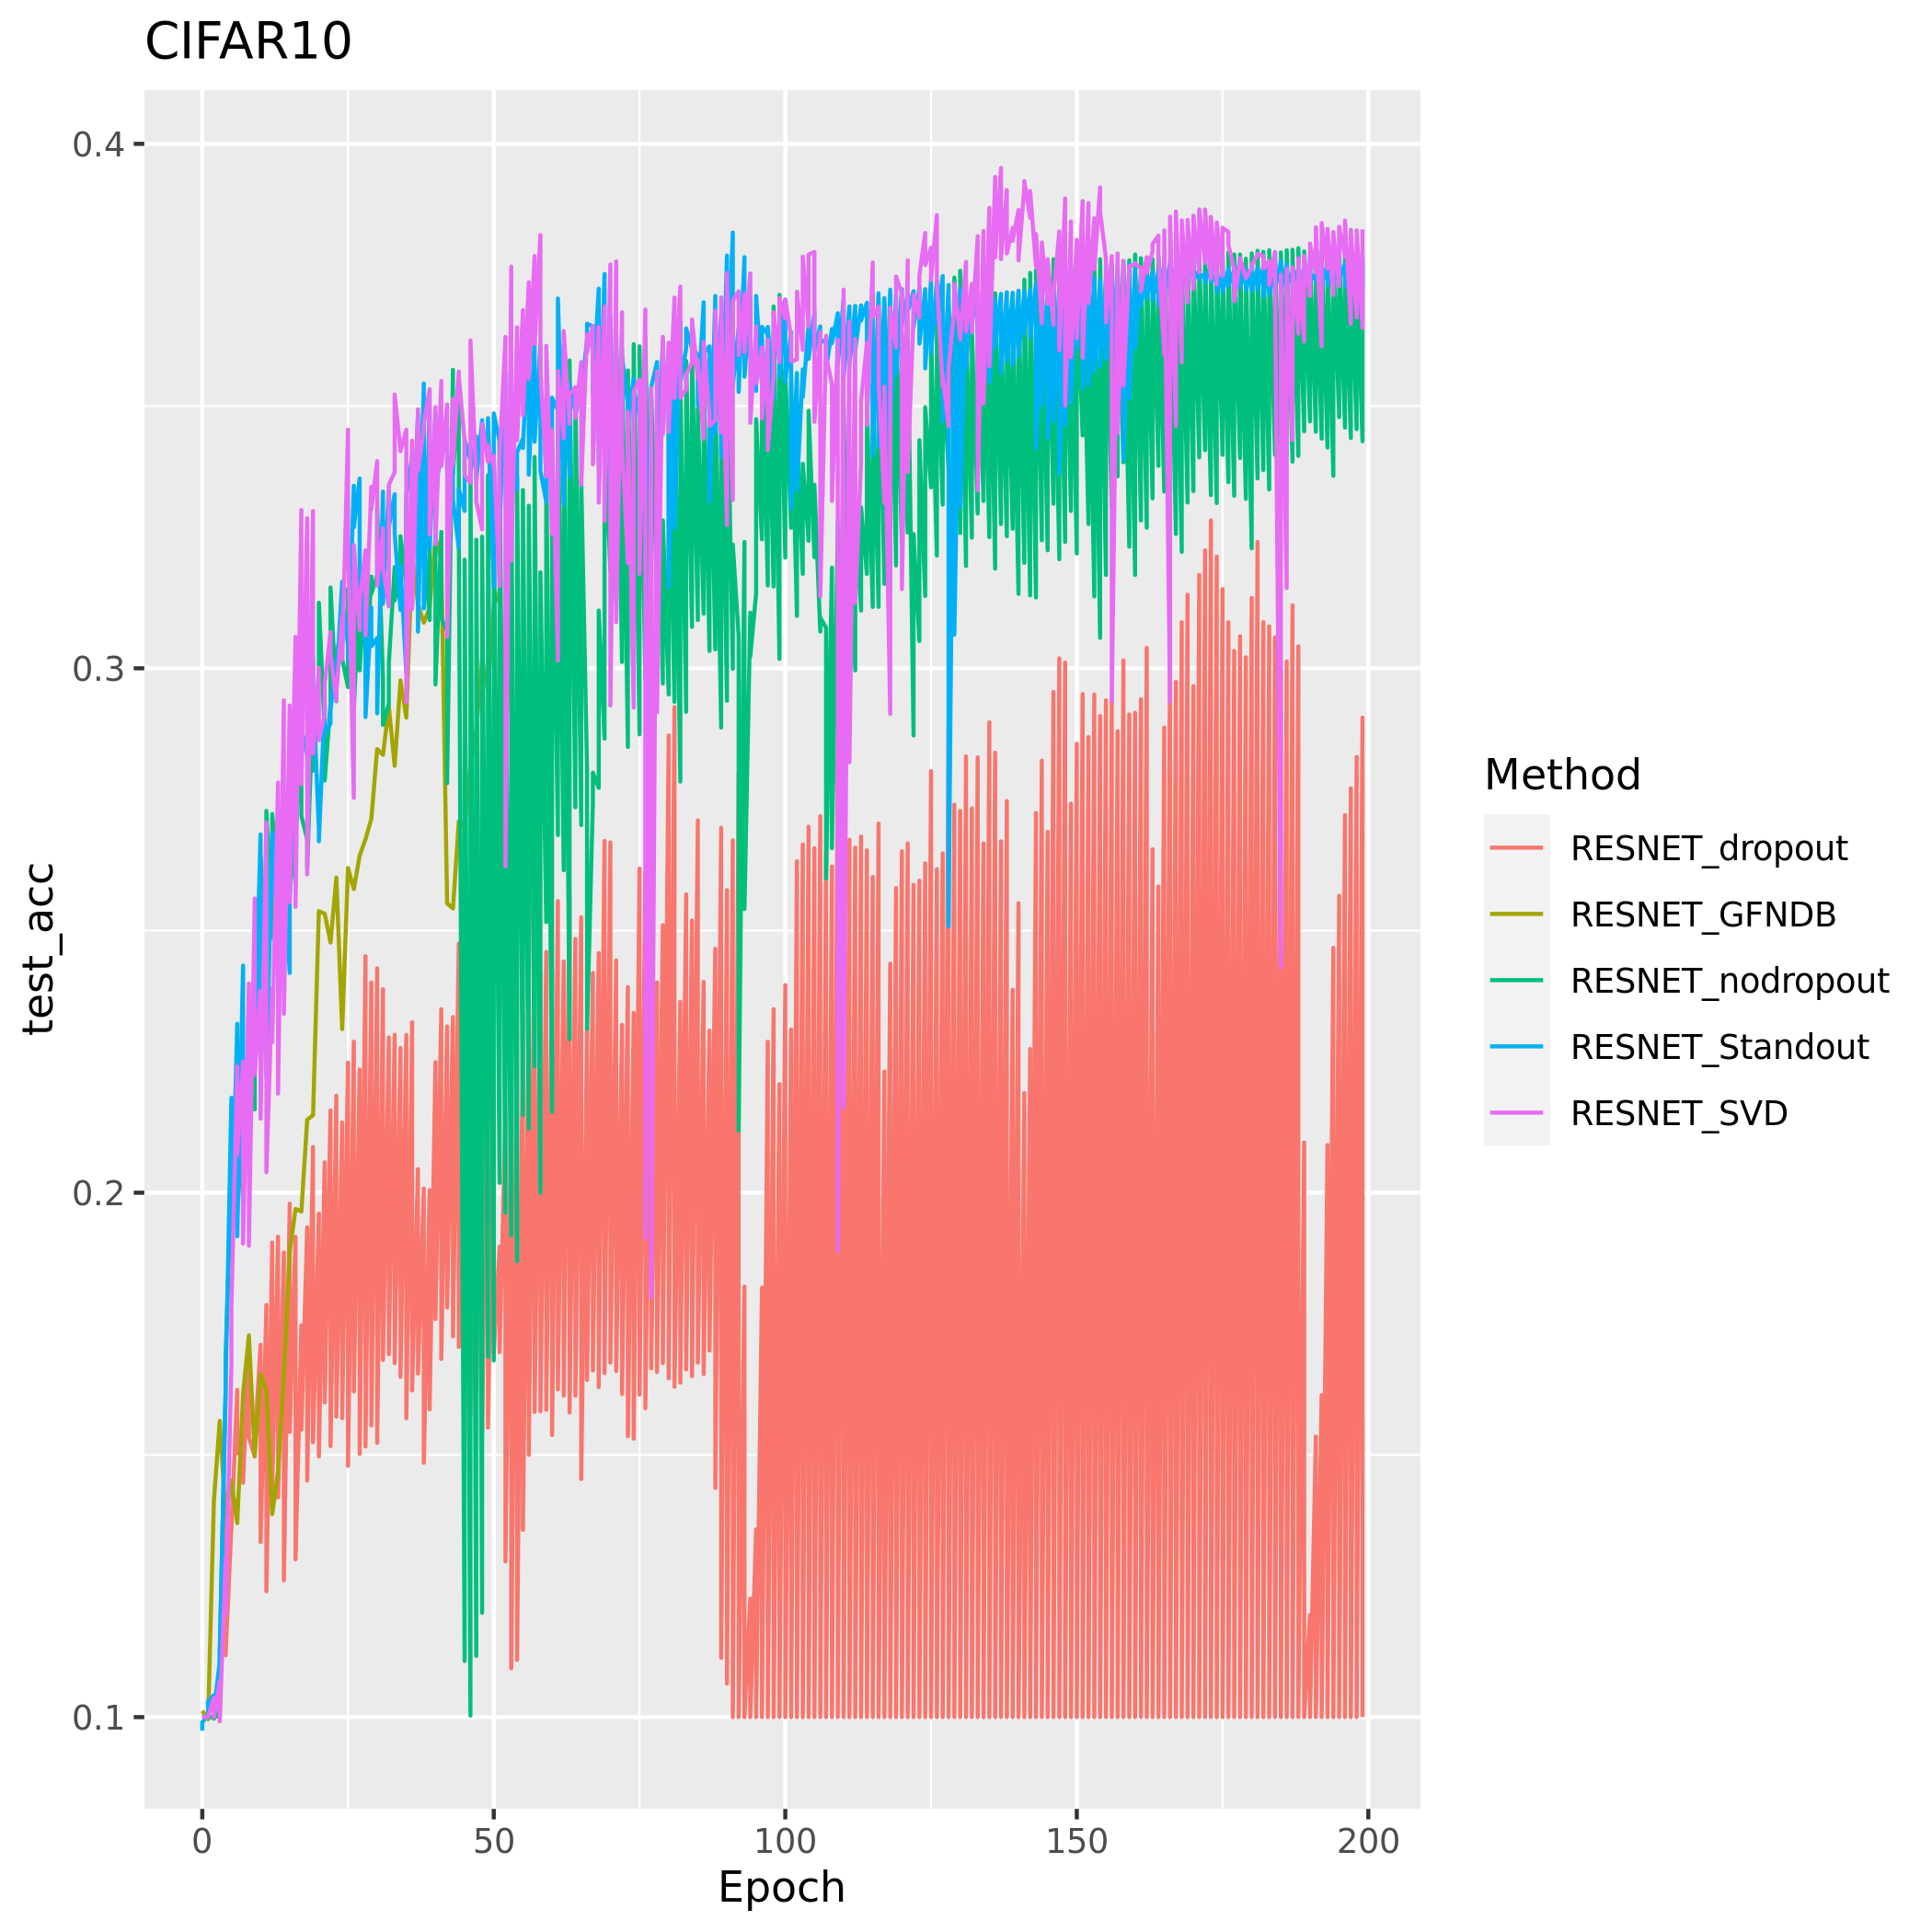 CIFAR10
0.4
0.3
0.2
0.1
test_acc
0 50 100 150 200
Epoch
Method
RESNET_dropout
RESNET_GFNDB
RESNET_nodropout
RESNET_Standout
RESNET_SVD